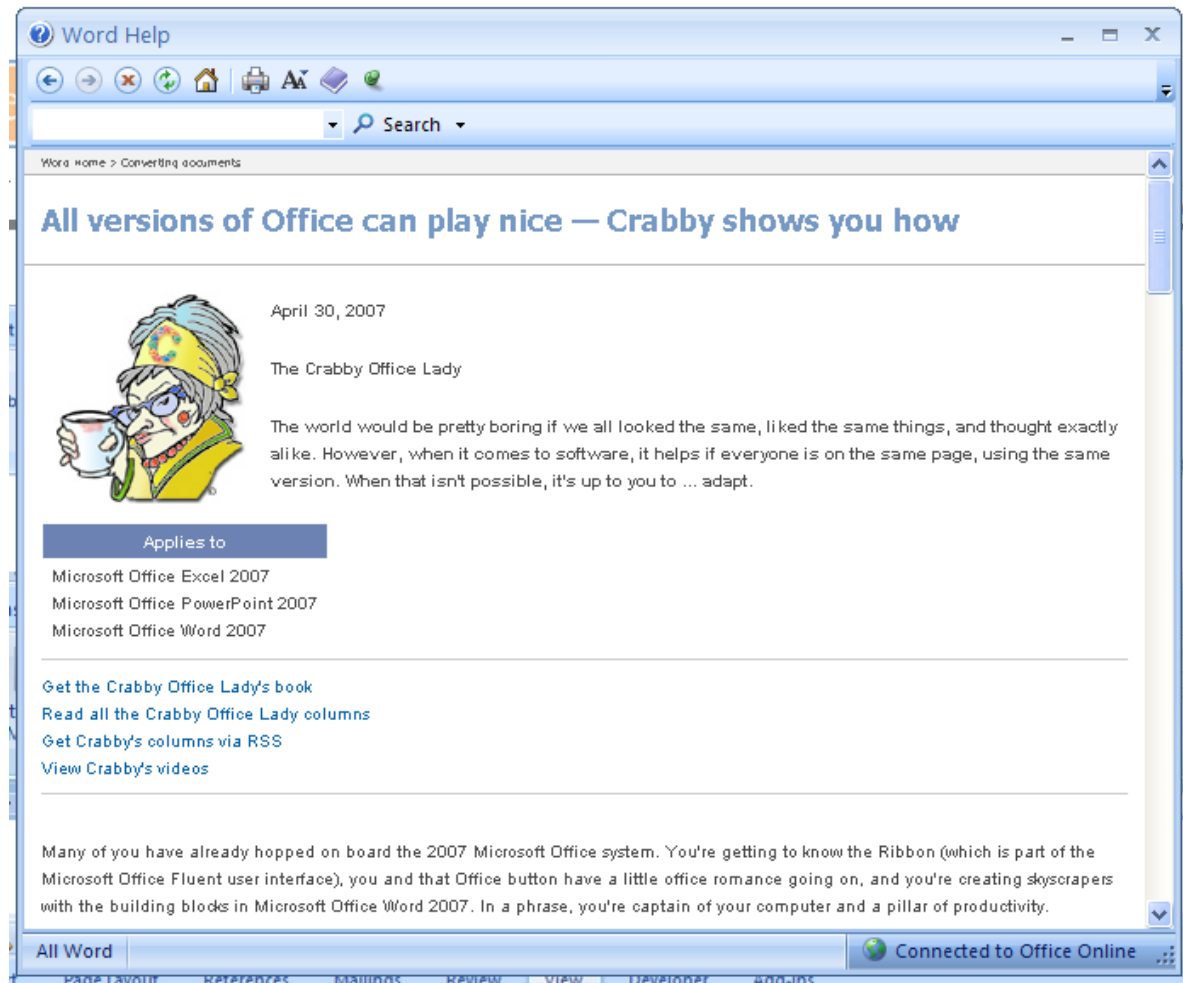 Word Help
Search
Word Home > Converting documents
All versions of Office can play nice — Crabby shows you how
April 30, 2007
The Crabby Office Lady
The world would be pretty boring if we all looked the same, liked the same things, and thought exactly
alike. However, when it comes to software, it helps if everyone is on the same page, using the same
version. When that isn't possible, it's up to you to ... adapt.
C
Applies to
Microsoft Office Excel 2007
Microsoft Office PowerPoint 2007
Microsoft Office Word 2007
Get the Crabby Office Lady's book
Read all the Crabby Office Lady columns
Get Crabby's columns via RSS
View Crabby's videos
Many of you have already hopped on board the 2007 Microsoft Office system. You're getting to know the Ribbon (which is part of the
Microsoft Office Fluent user interface), you and that Office button have a little office romance going on, and you're creating skyscrapers
with the building blocks in Microsoft Office Word 2007. In a phrase, you're captain of your computer and a pillar of productivity.
All Word
Connected to Office Online
Page Layout References Mailings Review View Developer Add-Ins